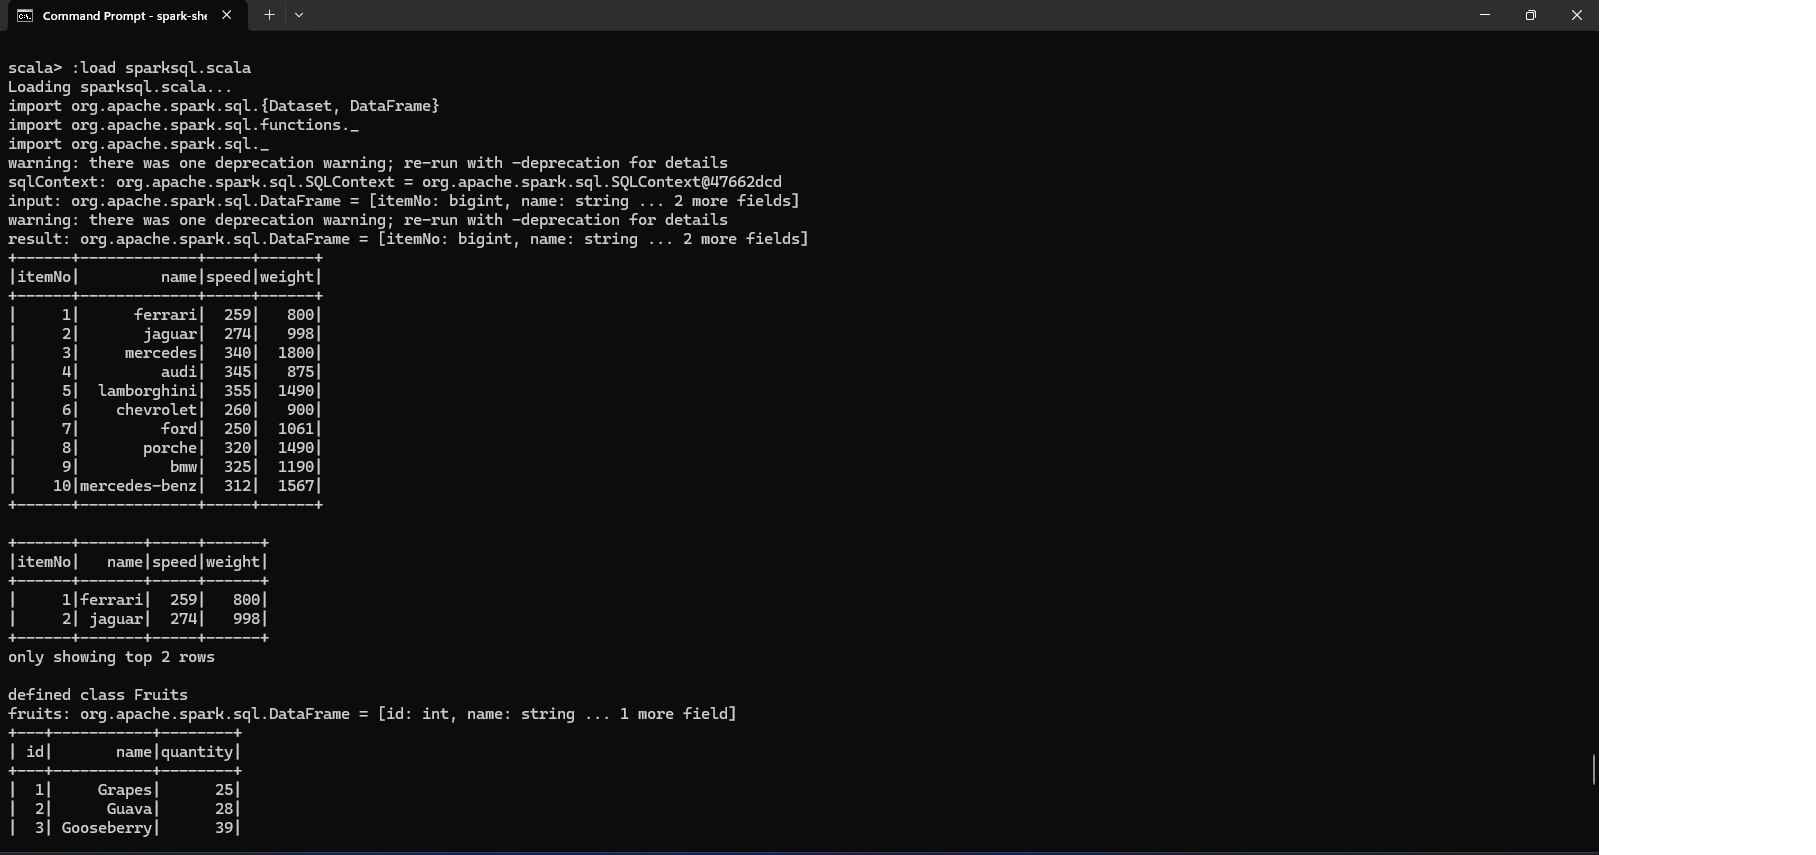 Command Prompt - spark-she
scala> :load sparksql.scala
Loading sparksql.scala...
import org.apache.spark.sql.{Dataset, DataFrame}
import org.apache.spark.sql.functions._
import org.apache.spark.sql._
warning: there was one deprecation warning; re-run with -deprecation for details
sqlContext: org.apache.spark.sql.SQLContext = org.apache.spark.sql.SQLContext@47662dcd
input: org.apache.spark.sql.DataFrame = [itemNo: bigint, name: string ... 2 more fields]
warning: there was one deprecation warning; re-run with -deprecation for details
result: org.apache.spark.sql.DataFrame = [itemNo: bigint, name: string ... 2 more fields]
+------+-------------+-----+------+
|itemNo|         name|speed|weight|
+------+-------------+-----+------+
|     1|      ferrari|  259|   800|
|     2|       jaguar|  274|   998|
|     3|     mercedes|  340|  1800|
|     4|         audi|  345|   875|
|     5|  lamborghini|  355|  1490|
|     6|    chevrolet|  260|   900|
|     7|         ford|  250|  1061|
|     8|       porche|  320|  1490|
|     9|          bmw|  325|  1190|
|    10|mercedes-benz|  312|  1567|
+------+-------------+-----+------+
+------+-------+-----+------+
|itemNo|   name|speed|weight|
+------+-------+-----+------+
|     1|ferrari|  259|   800|
|     2| jaguar|  274|   998|
+------+-------+-----+------+
only showing top 2 rows
defined class Fruits
fruits: org.apache.spark.sql.DataFrame = [id: int, name: string ... 1 more field]
+---+-----------+--------+
| id|       name|quantity|
+---+-----------+--------+
|  1|     Grapes|      25|
|  2|      Guava|      28|
|  3| Gooseberry|      39|